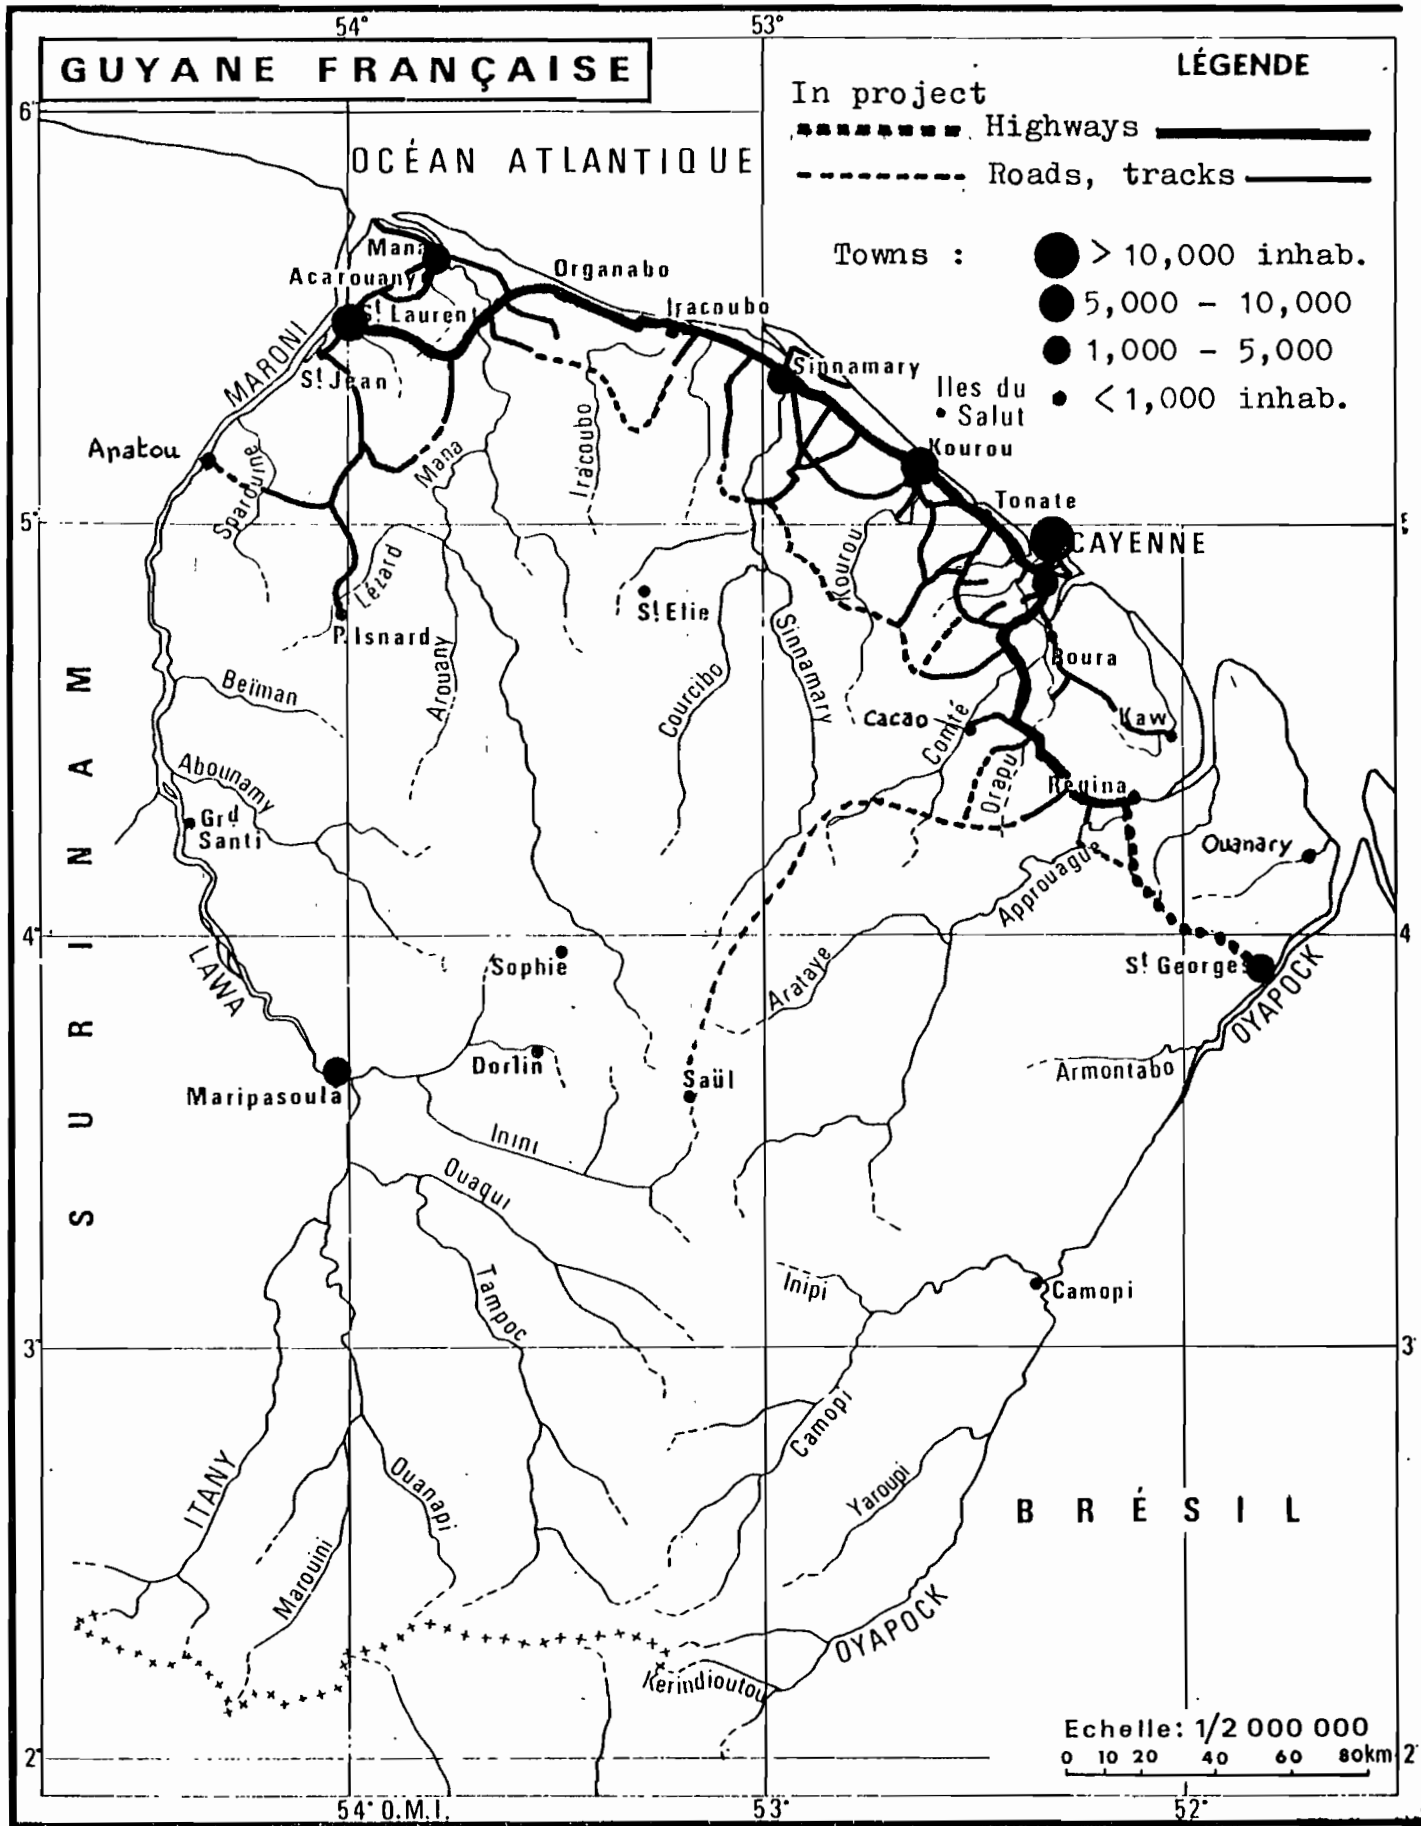 54° 53°
GUYANE FRANÇAISE
LÉGENDE
In project
Highways
Roads, tracks
Towns :
> 10,000 inhab.
5,000 – 10,000
1,000 – 5,000
< 1,000 inhab.
6°
OCÉAN ATLANTIQUE
Mana
Acarouany
Organabo
St Laurent
Iracoubo
MARONI
St Jean
Sinnamary
Iles du
Salut
Apatou
Sparouine
Mana
Iracoubo
Kourou
Tonate
5°
CAYENNE
Lézard
Kourou
St Elie
P. Isnard
Sinnamary
Roura
Arouany
Beïman
Courcibo
Cacao
Comté
Kaw
Abounamy
Orapu
Régina
Grd
Santi
Ouanary
Approuague
SURINAM
4° 4
LAWA
Sophie
Arataye
St Georges
OYAPOCK
Dorlin
Saül
Armontabo
Maripasoula
Inini
Ouaqui
Tampoc
Inipi
Camopi
3° 3°
Camopi
ITANY
Ouanapi
Yaroupi
BRÉSIL
Marouini
OYAPOCK
Kerindioutou
Echelle: 1/2 000 000
0 10 20 40 60 80km
2° 2°
54° O.M.I. 53° 52°